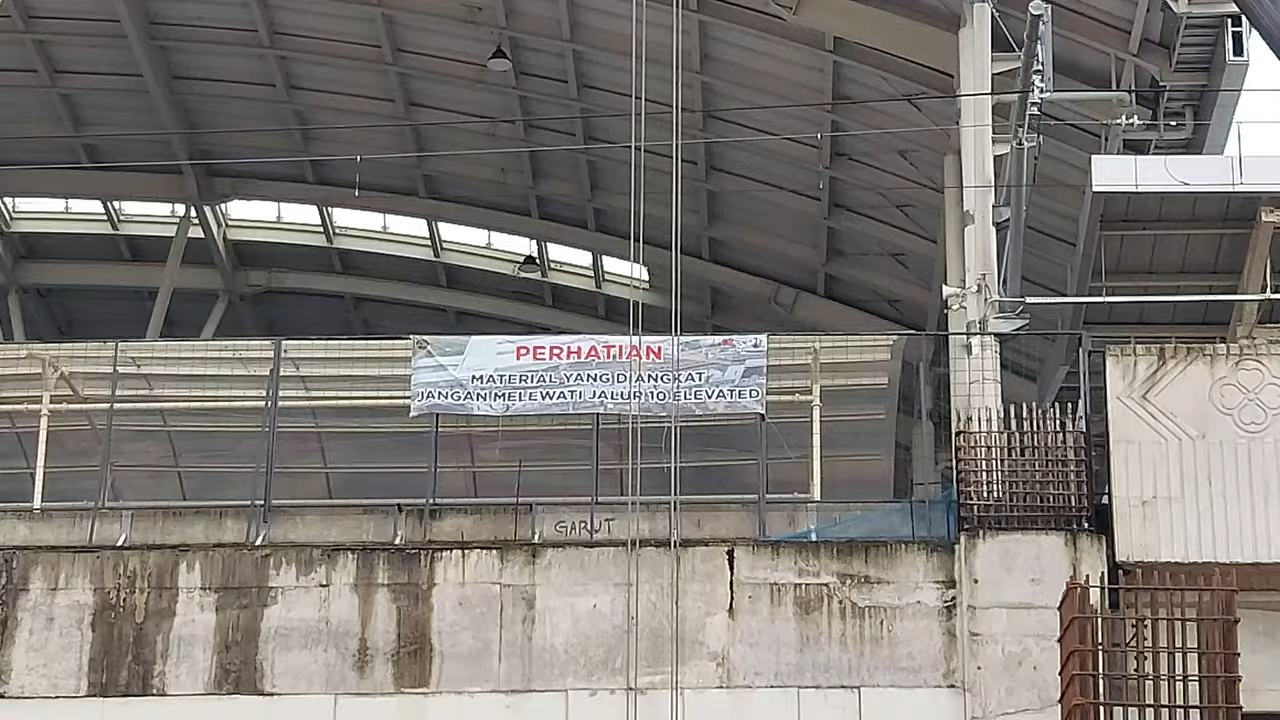 PERHATIAN
MATERIAL YANG DIANGKAT
JANGAN MELEWATI JALUR 10 ELEVATED
GARUT